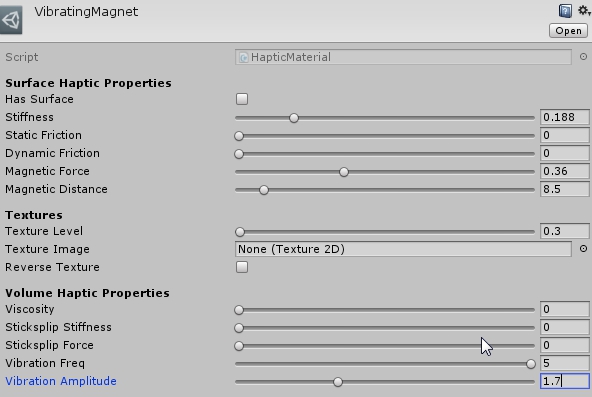 VibratingMagnet
Open
Script HapticMaterial
Surface Haptic Properties
Has Surface
Stiffness 0.188
Static Friction 0
Dynamic Friction 0
Magnetic Force 0.36
Magnetic Distance 8.5
Textures
Texture Level 0.3
Texture Image None (Texture 2D)
Reverse Texture
Volume Haptic Properties
Viscosity 0
Sticksplip Stiffness 0
Sticksplip Force 0
Vibration Freq 5
Vibration Amplitude 1.7